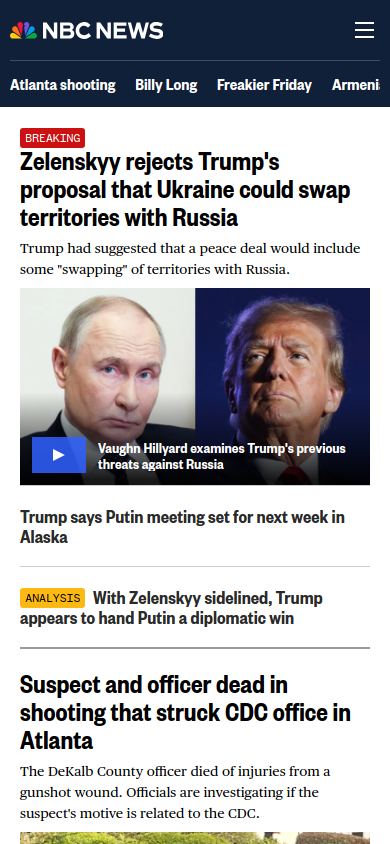 NBC NEWS
Atlanta shooting Billy Long Freakier Friday Armeni
BREAKING
Zelenskyy rejects Trump's
proposal that Ukraine could swap
territories with Russia
Trump had suggested that a peace deal would include
some "swapping" of territories with Russia.
Vaughn Hillyard examines Trump's previous
threats against Russia
Trump says Putin meeting set for next week in
Alaska
ANALYSIS With Zelenskyy sidelined, Trump
appears to hand Putin a diplomatic win
Suspect and officer dead in
shooting that struck CDC office in
Atlanta
The DeKalb County officer died of injuries from a
gunshot wound. Officials are investigating if the
suspect's motive is related to the CDC.